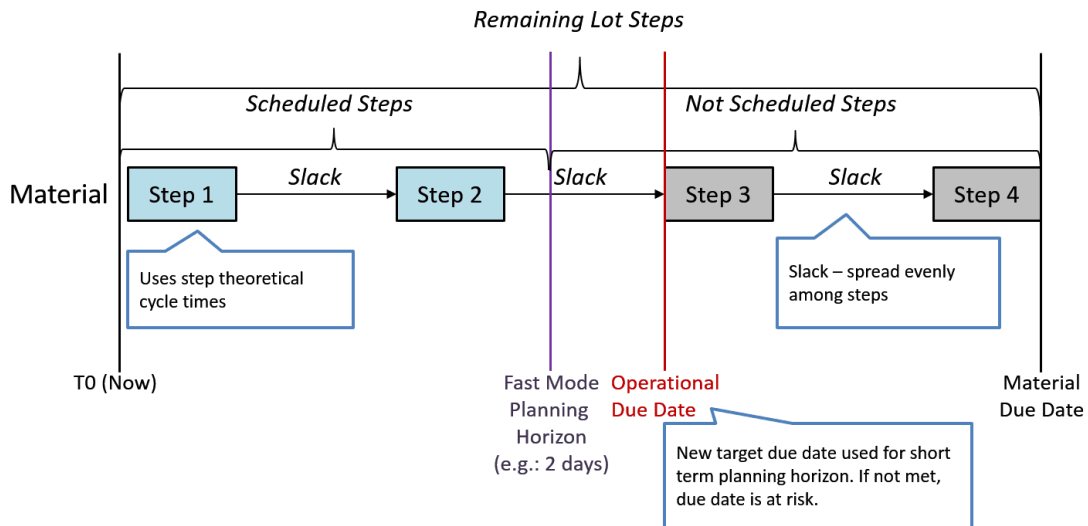 Remaining Lot Steps
Scheduled Steps
Not Scheduled Steps
Material
Step 1
Slack
Step 2
Slack
Step 3
Slack
Step 4
Uses step theoretical
cycle times
Slack – spread evenly
among steps
T0 (Now)
Fast Mode
Planning
Horizon
(e.g.: 2 days)
Operational
Due Date
Material
Due Date
New target due date used for short
term planning horizon. If not met,
due date is at risk.